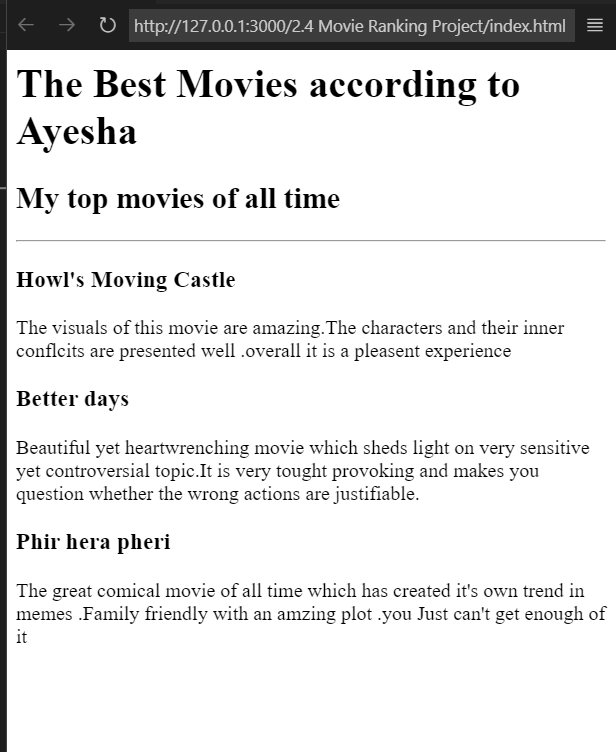 http://127.0.0.1:3000/2.4 Movie Ranking Project/index.html
The Best Movies according to
Ayesha
My top movies of all time
Howl's Moving Castle
The visuals of this movie are amazing.The characters and their inner
conflcits are presented well .overall it is a pleasent experience
Better days
Beautiful yet heartwrenching movie which sheds light on very sensitive
yet controversial topic.It is very tought provoking and makes you
question whether the wrong actions are justifiable.
Phir hera pheri
The great comical movie of all time which has created it's own trend in
memes .Family friendly with an amzing plot .you Just can't get enough of
it